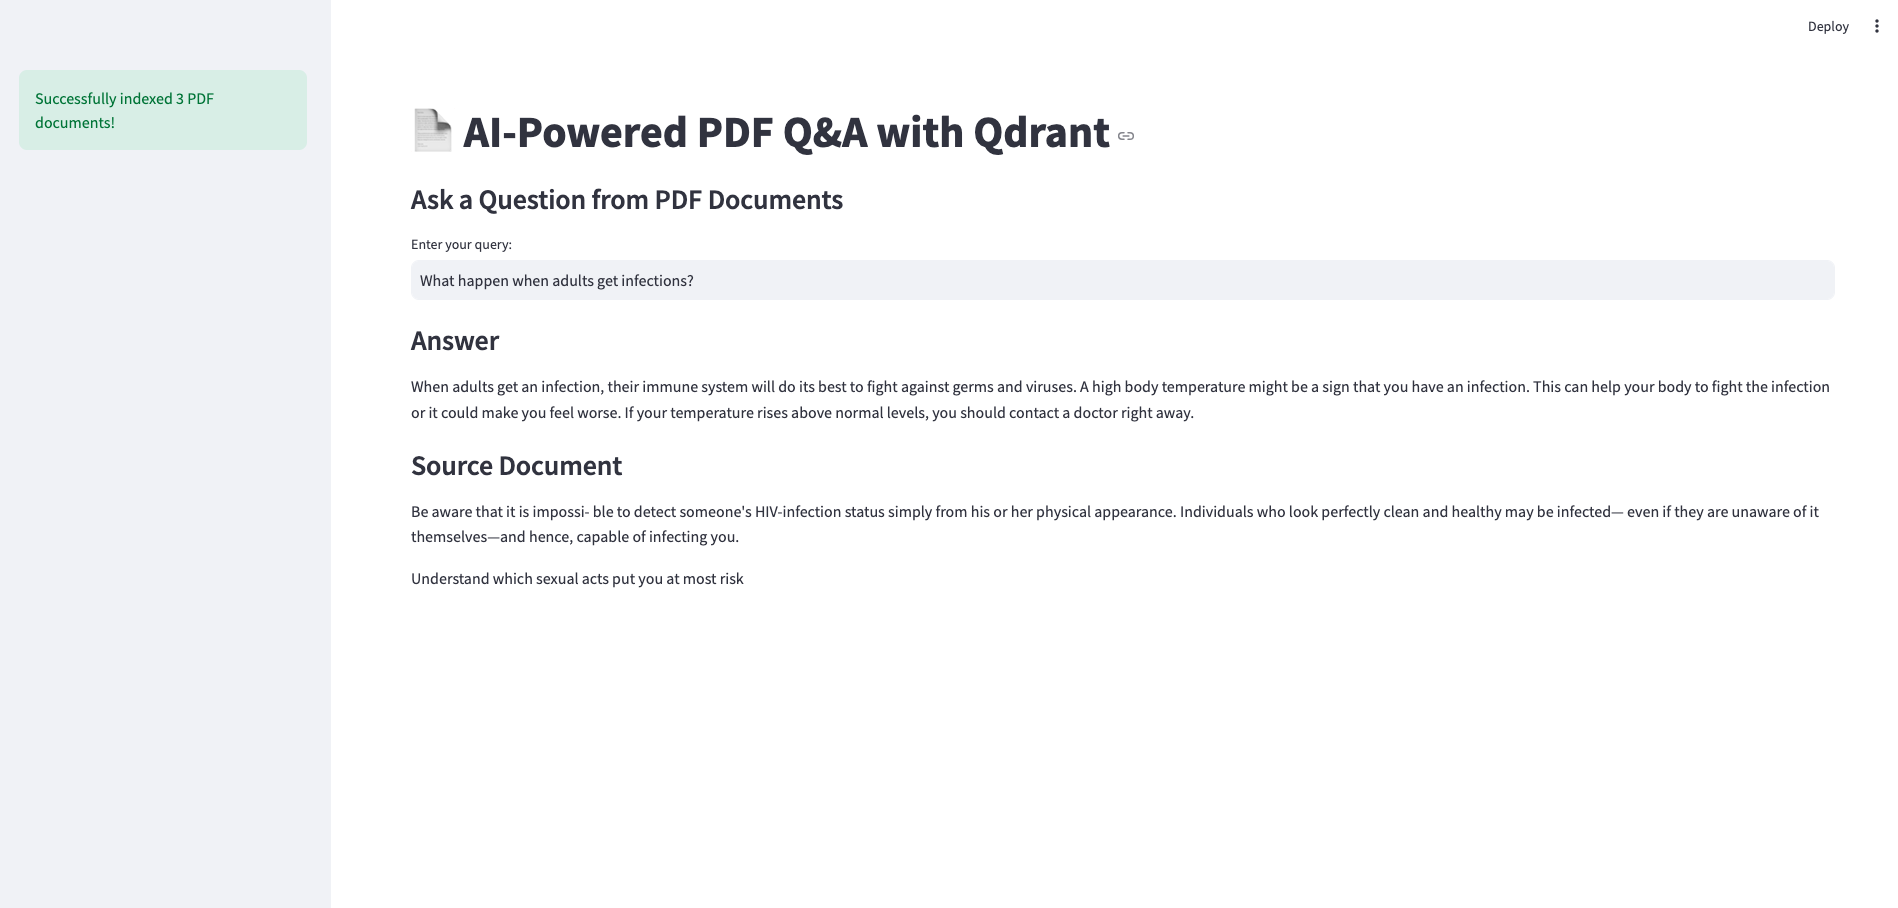 Deploy
Successfully indexed 3 PDF
documents!
AI-Powered PDF Q&A with Qdrant
Ask a Question from PDF Documents
Enter your query:
What happen when adults get infections?
Answer
When adults get an infection, their immune system will do its best to fight against germs and viruses. A high body temperature might be a sign that you have an infection. This can help your body to fight the infection
or it could make you feel worse. If your temperature rises above normal levels, you should contact a doctor right away.
Source Document
Be aware that it is impossi- ble to detect someone's HIV-infection status simply from his or her physical appearance. Individuals who look perfectly clean and healthy may be infected— even if they are unaware of it
themselves—and hence, capable of infecting you.
Understand which sexual acts put you at most risk